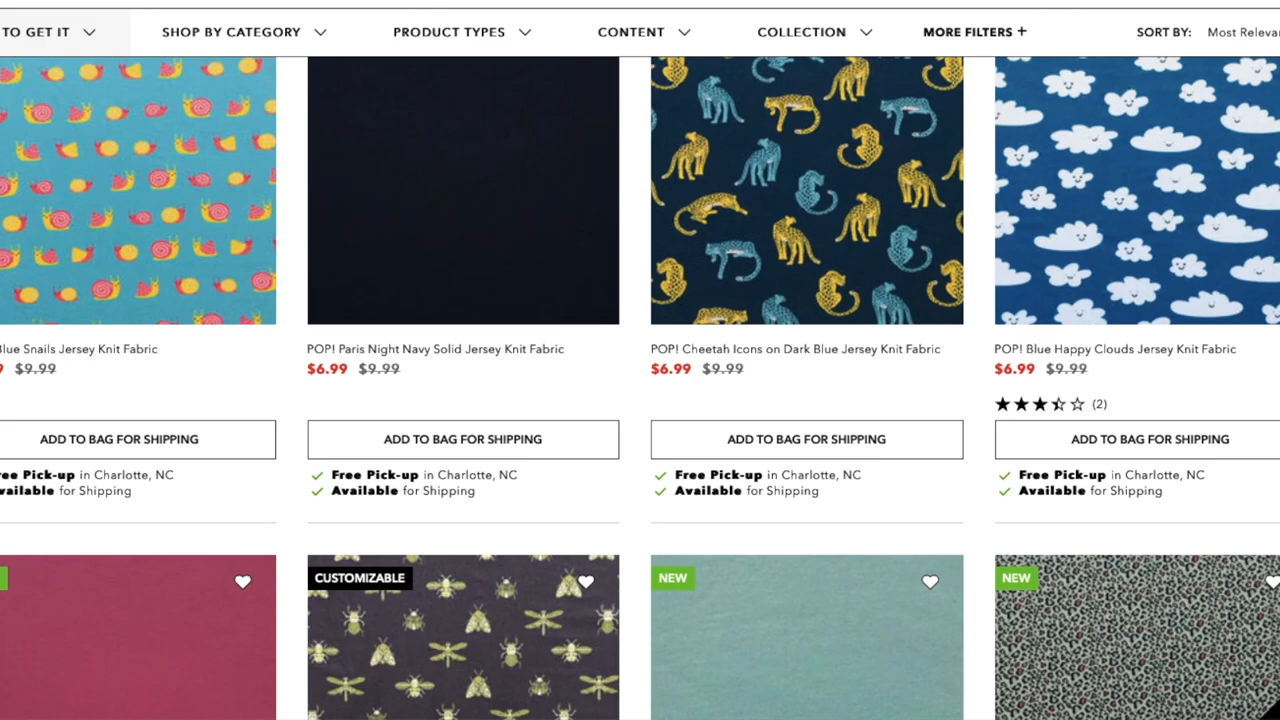 TO GET IT
SHOP BY CATEGORY
PRODUCT TYPES
CONTENT
COLLECTION
MORE FILTERS +
SORT BY:
Blue Snails Jersey Knit Fabric
$9.99
ADD TO BAG FOR SHIPPING
Pick-up in Charlotte, NC
for Shipping
POP! Paris Night Navy Solid Jersey Knit Fabric
$6.99 $9.99
ADD TO BAG FOR SHIPPING
Free Pick-up in Charlotte, NC
Available for Shipping
POP! Cheetah Icons on Dark Blue Jersey Knit Fabric
$6.99 $9.99
ADD TO BAG FOR SHIPPING
Free Pick-up in Charlotte, NC
Available for Shipping
POP! Blue Happy Clouds Jersey Knit Fabric
$6.99 $9.99
(2)
ADD TO BAG FOR SHIPPING
Free Pick-up in Charlotte, NC
Available for Shipping
CUSTOMIZABLE
NEW
NEW